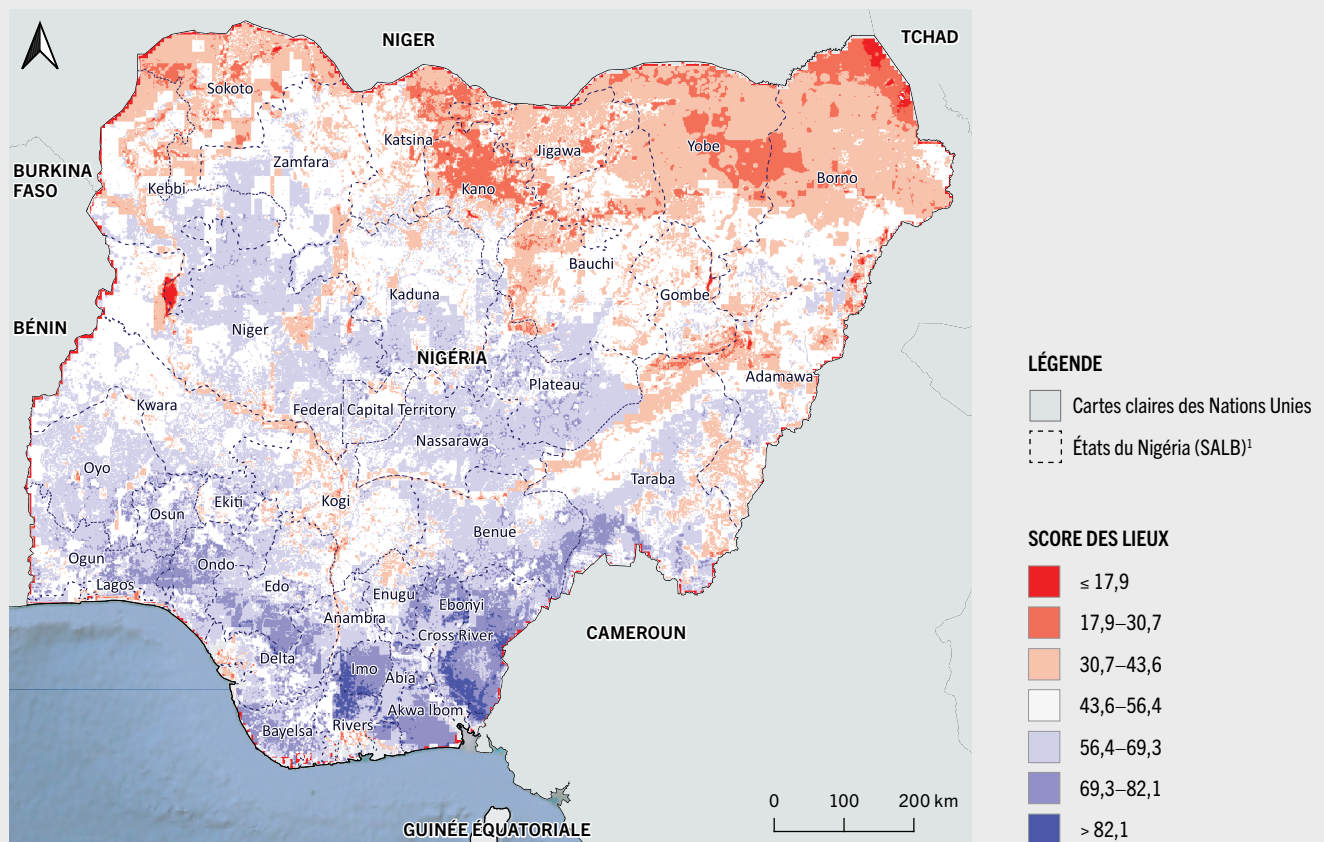 NIGER
TCHAD
Sokoto
Katsina
Jigawa
Yobe
Zamfara
BURKINA
FASO
Kebbi
Kano
Borno
Bauchi
Kaduna
Gombe
BÉNIN
Niger
NIGÉRIA
Plateau
Adamawa
Kwara
Federal Capital Territory
Nassarawa
Oyo
Taraba
Ekiti
Kogi
Osun
Benue
Ogun
Ondo
Lagos
Edo
Enugu
Ebonyi
Anambra
Cross River
CAMEROUN
Delta
Imo
Abia
Akwa Ibom
Rivers
Bayelsa
0 100 200 km
GUINÉE ÉQUATORIALE
LÉGENDE
Cartes claires des Nations Unies
États du Nigéria (SALB)¹
SCORE DES LIEUX
≤ 17,9
17,9–30,7
30,7–43,6
43,6–56,4
56,4–69,3
69,3–82,1
> 82,1